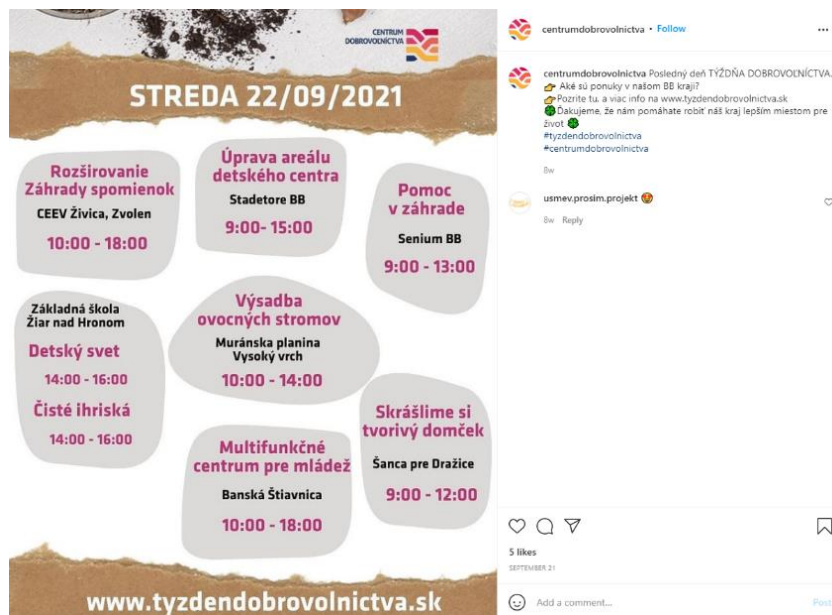 CENTRUM
DOBROVOĽNÍCTVA
STREDA 22/09/2021
Rozširovanie
Záhrady spomienok
CEEV Živica, Zvolen
10:00 - 18:00
Úprava areálu
detského centra
Stadetore BB
9:00- 15:00
Pomoc
v záhrade
Senium BB
9:00 - 13:00
Základná škola
Žiar nad Hronom
Detský svet
14:00 - 16:00
Čisté ihriská
14:00 - 16:00
Výsadba
ovocných stromov
Muránska planina
Vysoký vrch
10:00 - 14:00
Multifunkčné
centrum pre mládež
Banská Štiavnica
10:00 - 18:00
Skrášlime si
tvorivý domček
Šanca pre Dražice
9:00 - 12:00
www.tyzdendobrovolnictva.sk
centrumdobrovolnictva • Follow
centrumdobrovolnictva Posledný deň TÝŽDŇA DOBROVOĽNÍCTVA.
👉 Aké sú ponuky v našom BB kraji?
👉Pozrite tu, a viac info na www.tyzdendobrovolnictva.sk
🍀Ďakujeme, že nám pomáhate robiť náš kraj lepším miestom pre
život 🍀
#tyzdendobrovolnictva
#centrumdobrovolnictva
8w
usmev.prosim.projekt 😍
8w Reply
5 likes
SEPTEMBER 21
Add a comment...
Post